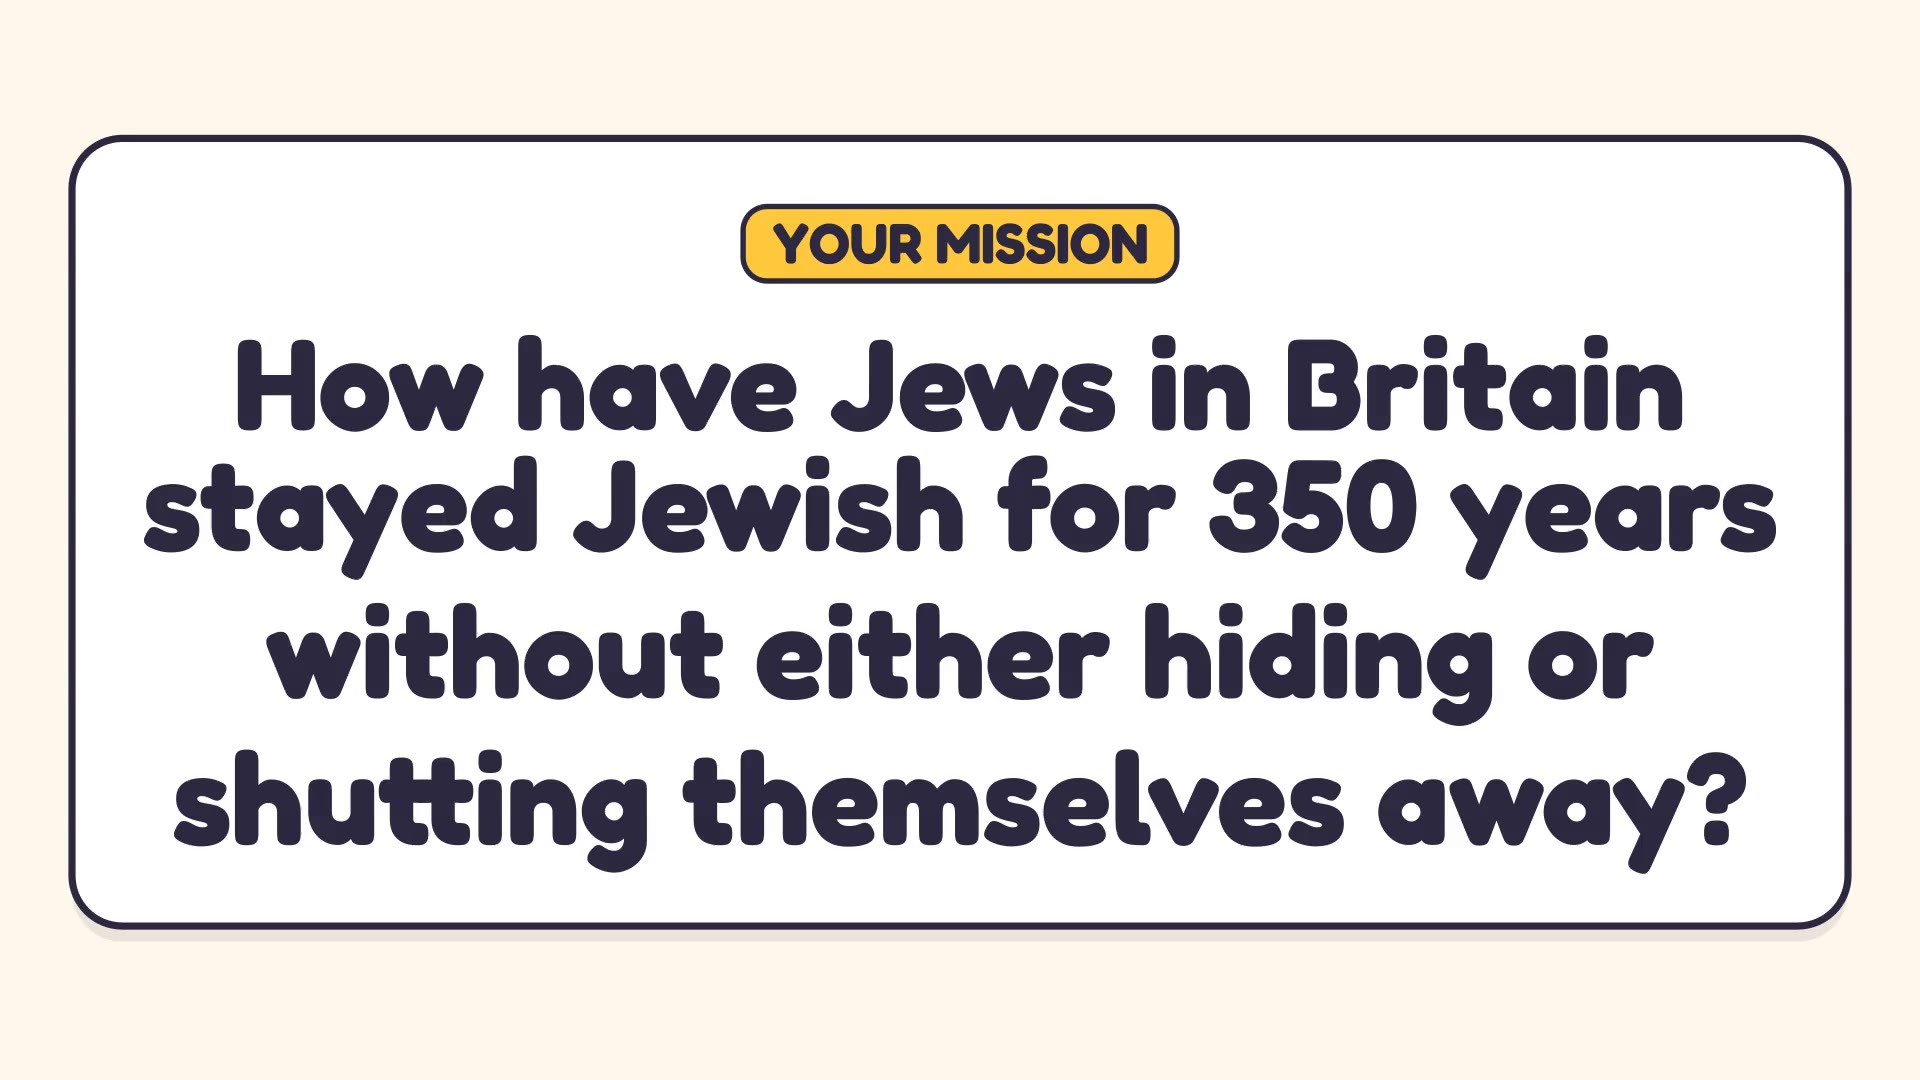 YOUR MISSION
How have Jews in Britain
stayed Jewish for 350 years
without either hiding or
shutting themselves away?